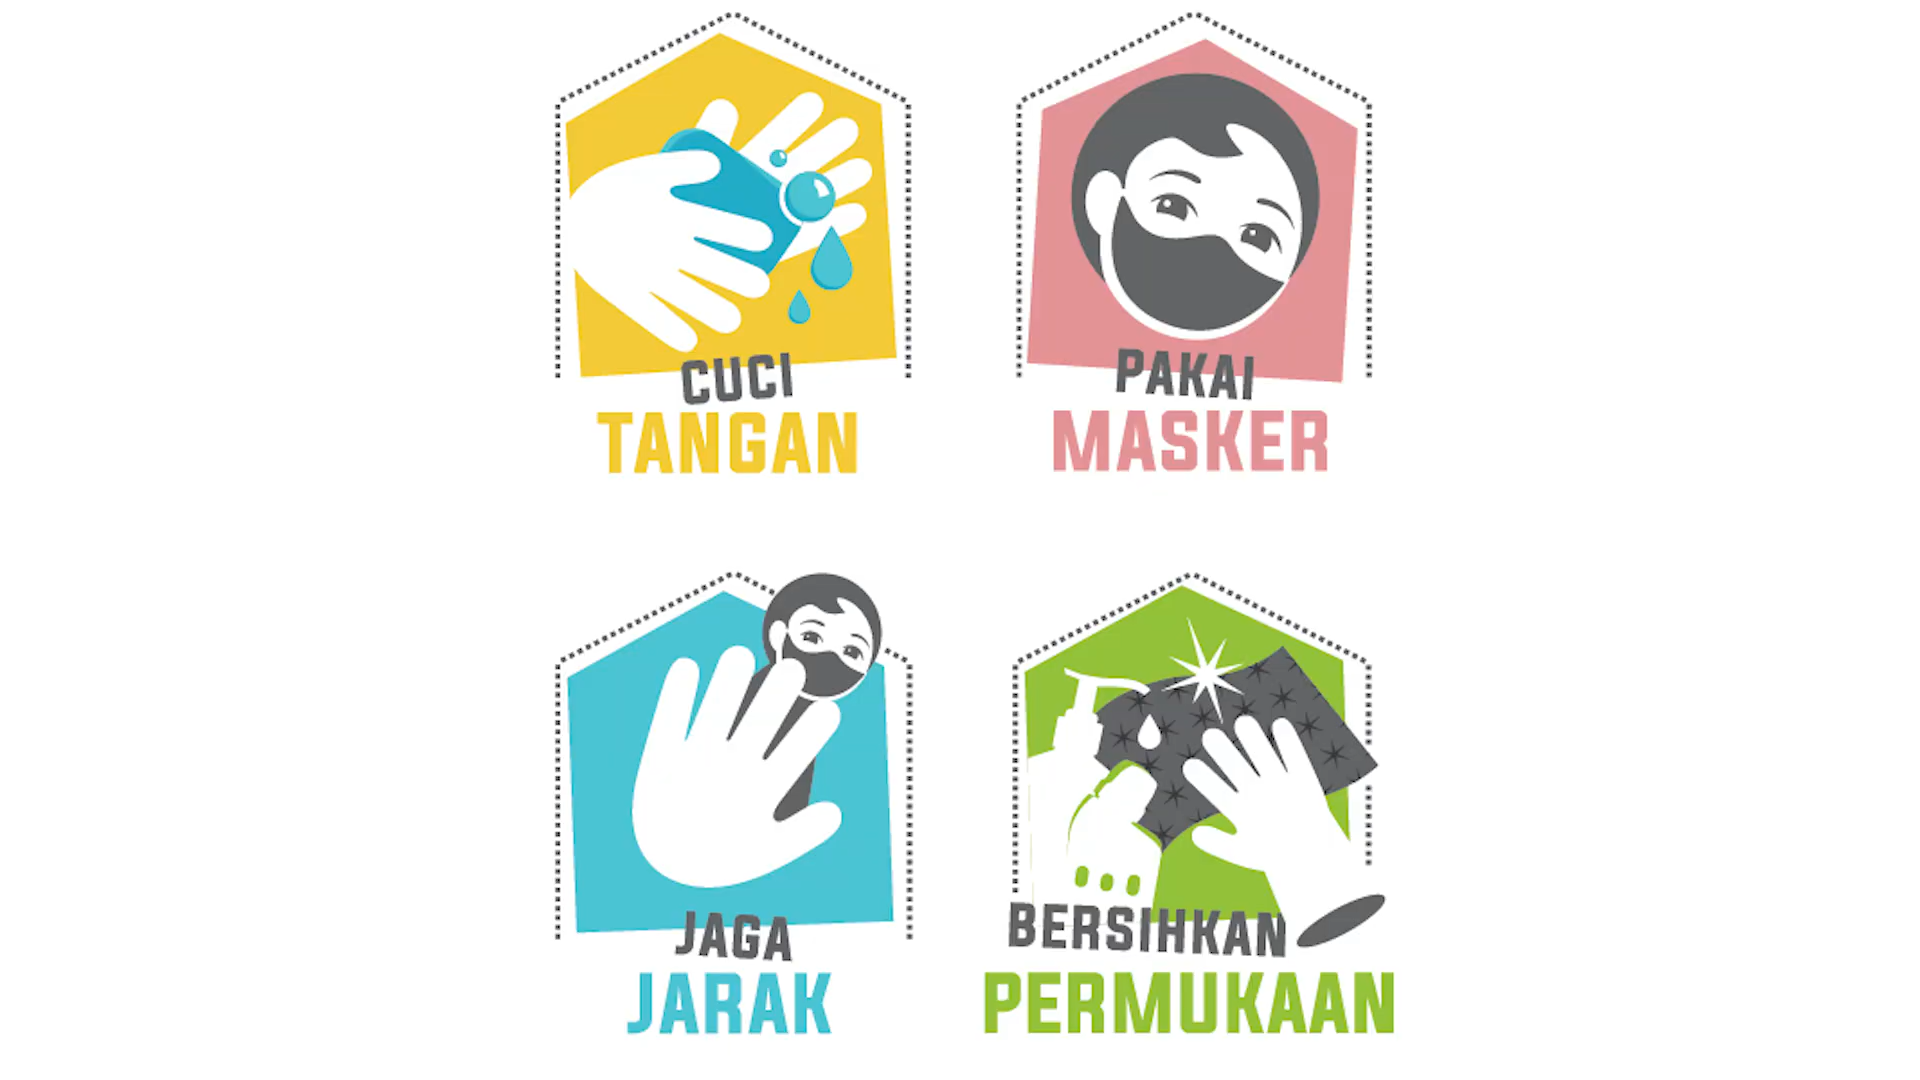 CUCI
TANGAN
PAKAI
MASKER
JAGA
JARAK
BERSIHKAN
PERMUKAAN